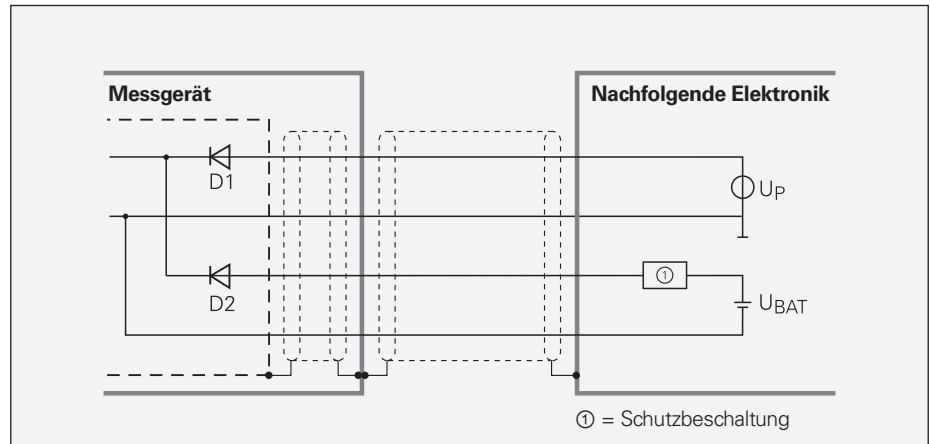 Messgerät
Nachfolgende Elektronik
D1
UP
D2
①
UBAT
① = Schutzbeschaltung